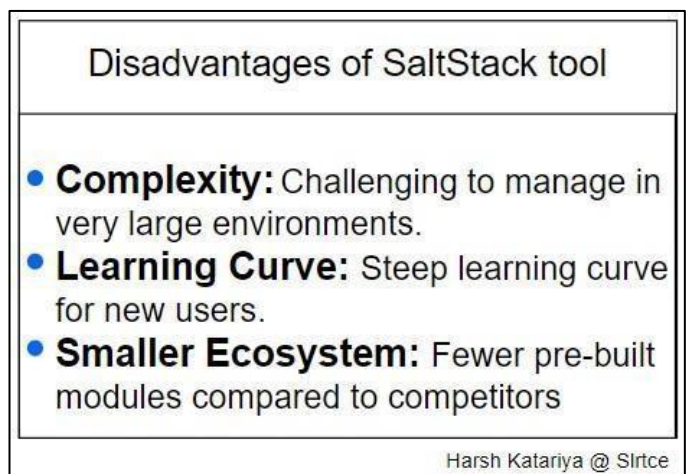 Disadvantages of SaltStack tool
Complexity: Challenging to manage in
very large environments.
Learning Curve: Steep learning curve
for new users.
Smaller Ecosystem: Fewer pre-built
modules compared to competitors
Harsh Katariya @ Slrtce